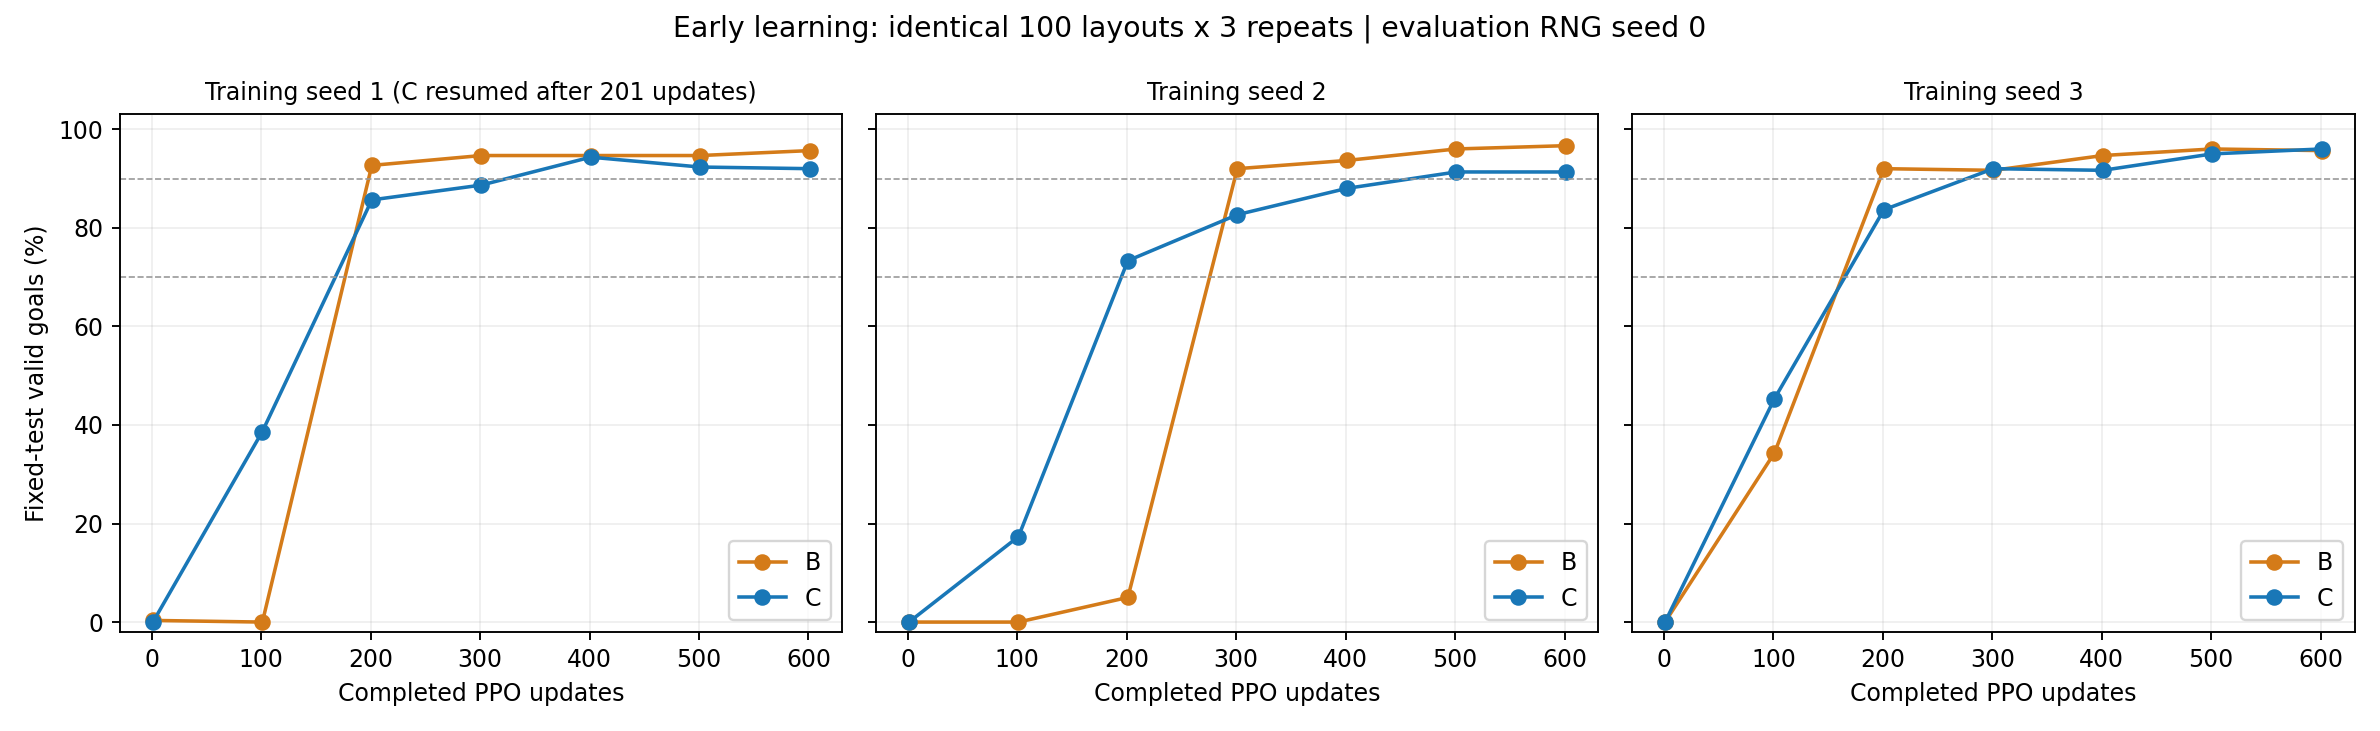 Early learning: identical 100 layouts x 3 repeats | evaluation RNG seed 0
Training seed 1 (C resumed after 201 updates)
Fixed-test valid goals (%)
100
80
60
40
20
0
0 100 200 300 400 500 600
Completed PPO updates
B
C
Training seed 2
0 100 200 300 400 500 600
Completed PPO updates
B
C
Training seed 3
0 100 200 300 400 500 600
Completed PPO updates
B
C